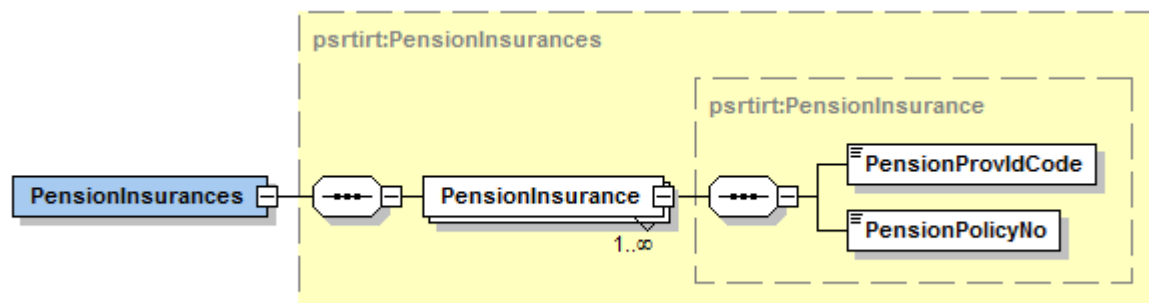 psrtirt:PensionInsurances
psrtirt:PensionInsurance
PensionProvIdCode
PensionInsurances
PensionInsurance
PensionPolicyNo
1..∞